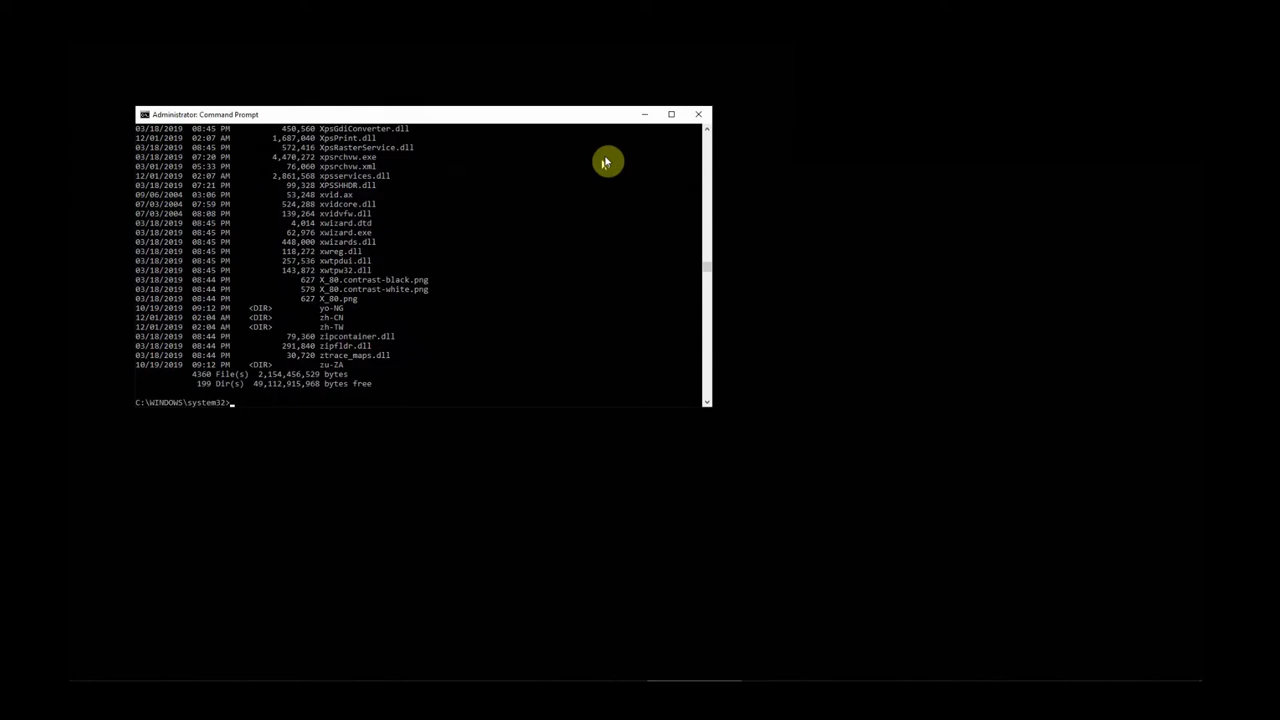 Administrator: Command Prompt
03/18/2019 08:45 PM 450,560 XpsGdiConverter.dll
12/01/2019 02:07 AM 1,687,040 XpsPrint.dll
03/18/2019 08:45 PM 572,416 XpsRasterService.dll
03/18/2019 07:20 PM 4,470,272 xpsrchvw.exe
03/01/2019 05:33 PM 76,060 xpsrchvw.xml
12/01/2019 02:07 AM 2,861,568 xpsservices.dll
03/18/2019 07:21 PM 99,328 XPSSHHDR.dll
09/06/2004 03:06 PM 53,248 xvid.ax
07/03/2004 07:59 PM 524,288 xvidcore.dll
07/03/2004 08:08 PM 139,264 xvidvfw.dll
03/18/2019 08:45 PM 4,014 xwizard.dtd
03/18/2019 08:45 PM 62,976 xwizard.exe
03/18/2019 08:45 PM 448,000 xwizards.dll
03/18/2019 08:45 PM 118,272 xwreg.dll
03/18/2019 08:45 PM 257,536 xwtpdui.dll
03/18/2019 08:45 PM 143,872 xwtpw32.dll
03/18/2019 08:44 PM 627 X_80.contrast-black.png
03/18/2019 08:44 PM 579 X_80.contrast-white.png
03/18/2019 08:44 PM 627 X_80.png
10/19/2019 09:12 PM <DIR> yo-NG
12/01/2019 02:04 AM <DIR> zh-CN
12/01/2019 02:04 AM <DIR> zh-TW
03/18/2019 08:44 PM 79,360 zipcontainer.dll
03/18/2019 08:44 PM 291,840 zipfldr.dll
03/18/2019 08:44 PM 30,720 ztrace_maps.dll
10/19/2019 09:12 PM <DIR> zu-ZA
4360 File(s) 2,154,456,529 bytes
199 Dir(s) 49,112,915,968 bytes free
C:\WINDOWS\system32>